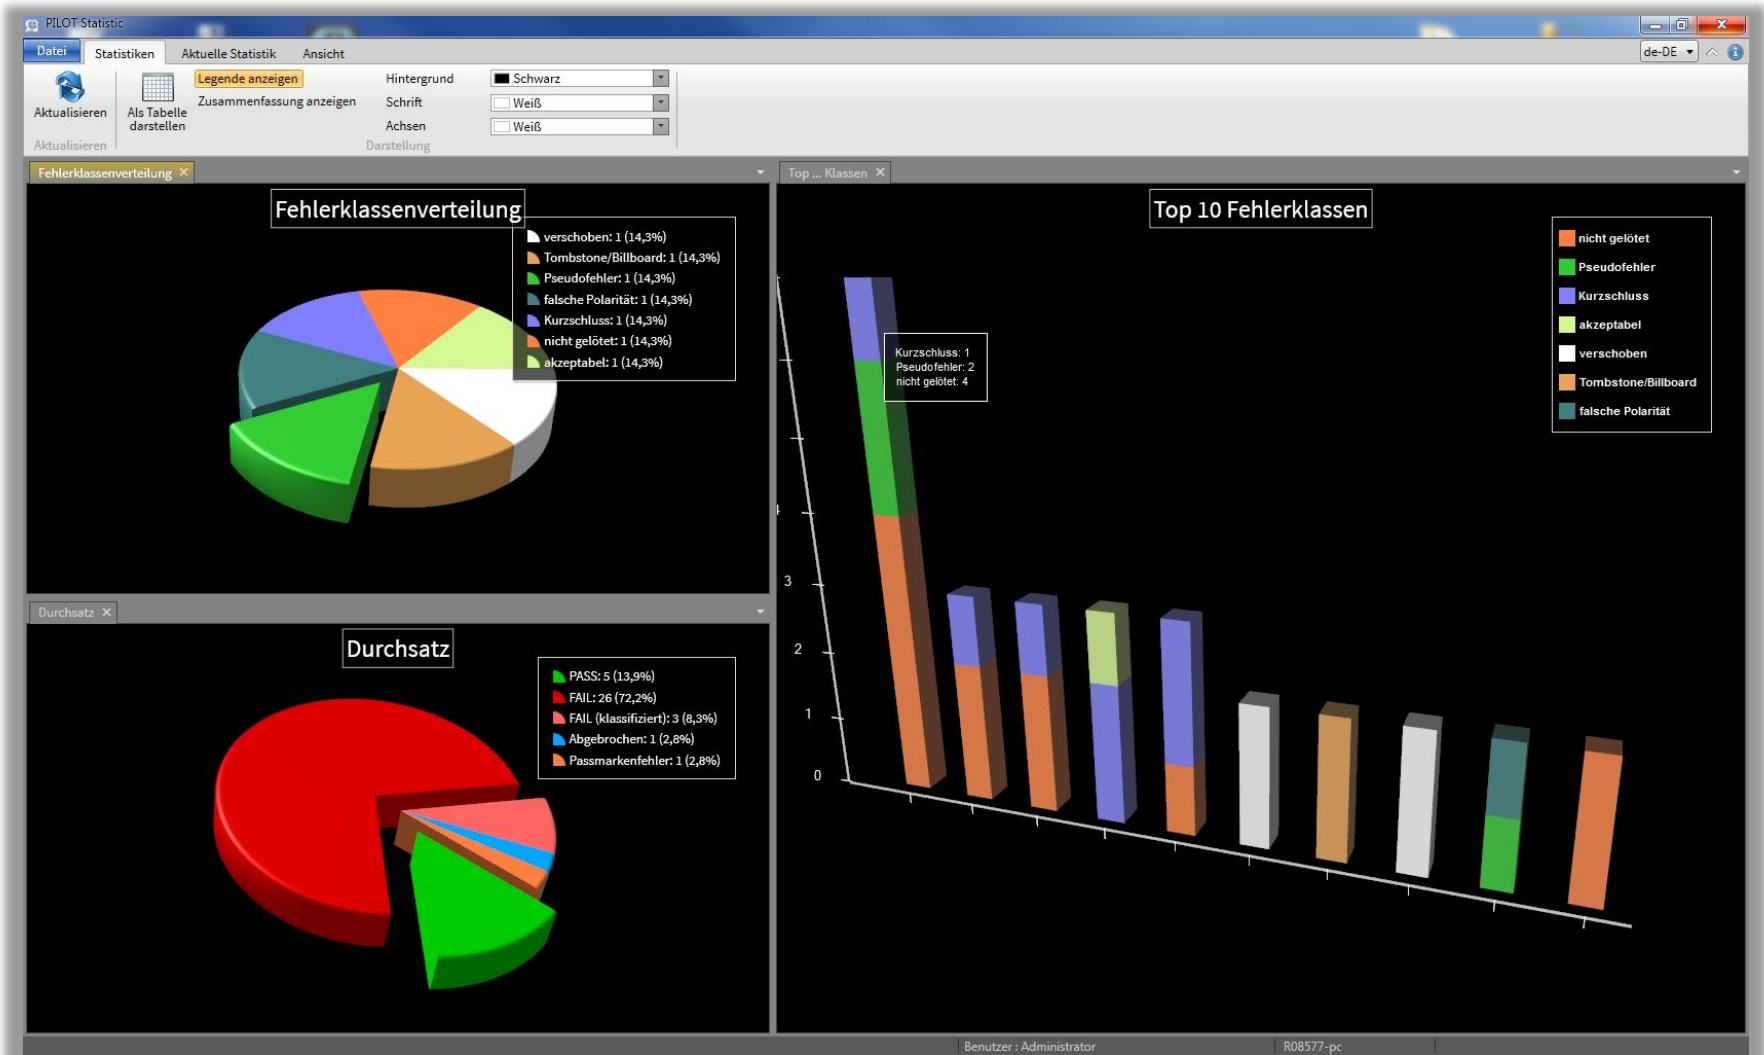 PILOT Statistic
Datei Statistiken Aktuelle Statistik Ansicht de-DE
Legende anzeigen Hintergrund Schwarz
Zusammenfassung anzeigen Schrift Weiß
Aktualisieren Als Tabelle
darstellen Achsen Weiß
Aktualisieren Darstellung
Fehlerklassenverteilung
Fehlerklassenverteilung
verschoben: 1 (14,3%)
Tombstone/Billboard: 1 (14,3%)
Pseudofehler: 1 (14,3%)
falsche Polarität: 1 (14,3%)
Kurzschluss: 1 (14,3%)
nicht gelötet: 1 (14,3%)
akzeptabel: 1 (14,3%)
Durchsatz
Durchsatz
PASS: 5 (13,9%)
FAIL: 26 (72,2%)
FAIL (klassifiziert): 3 (8,3%)
Abgebrochen: 1 (2,8%)
Passmarkenfehler: 1 (2,8%)
Top ... Klassen
Top 10 Fehlerklassen
nicht gelötet
Pseudofehler
Kurzschluss
akzeptabel
verschoben
Tombstone/Billboard
falsche Polarität
Kurzschluss: 1
Pseudofehler: 2
nicht gelötet: 4
3
2
1
0
Benutzer : Administrator R08577-pc